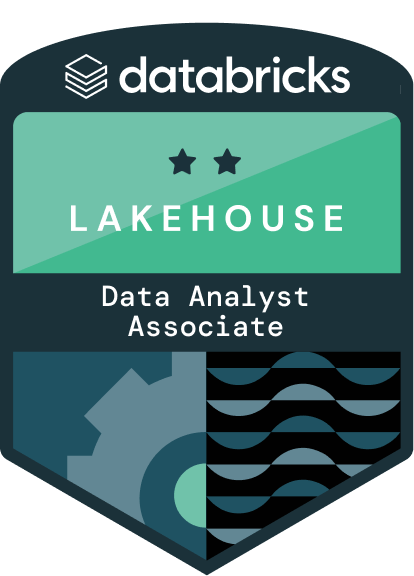 databricks
LAKEHOUSE
Data Analyst
Associate